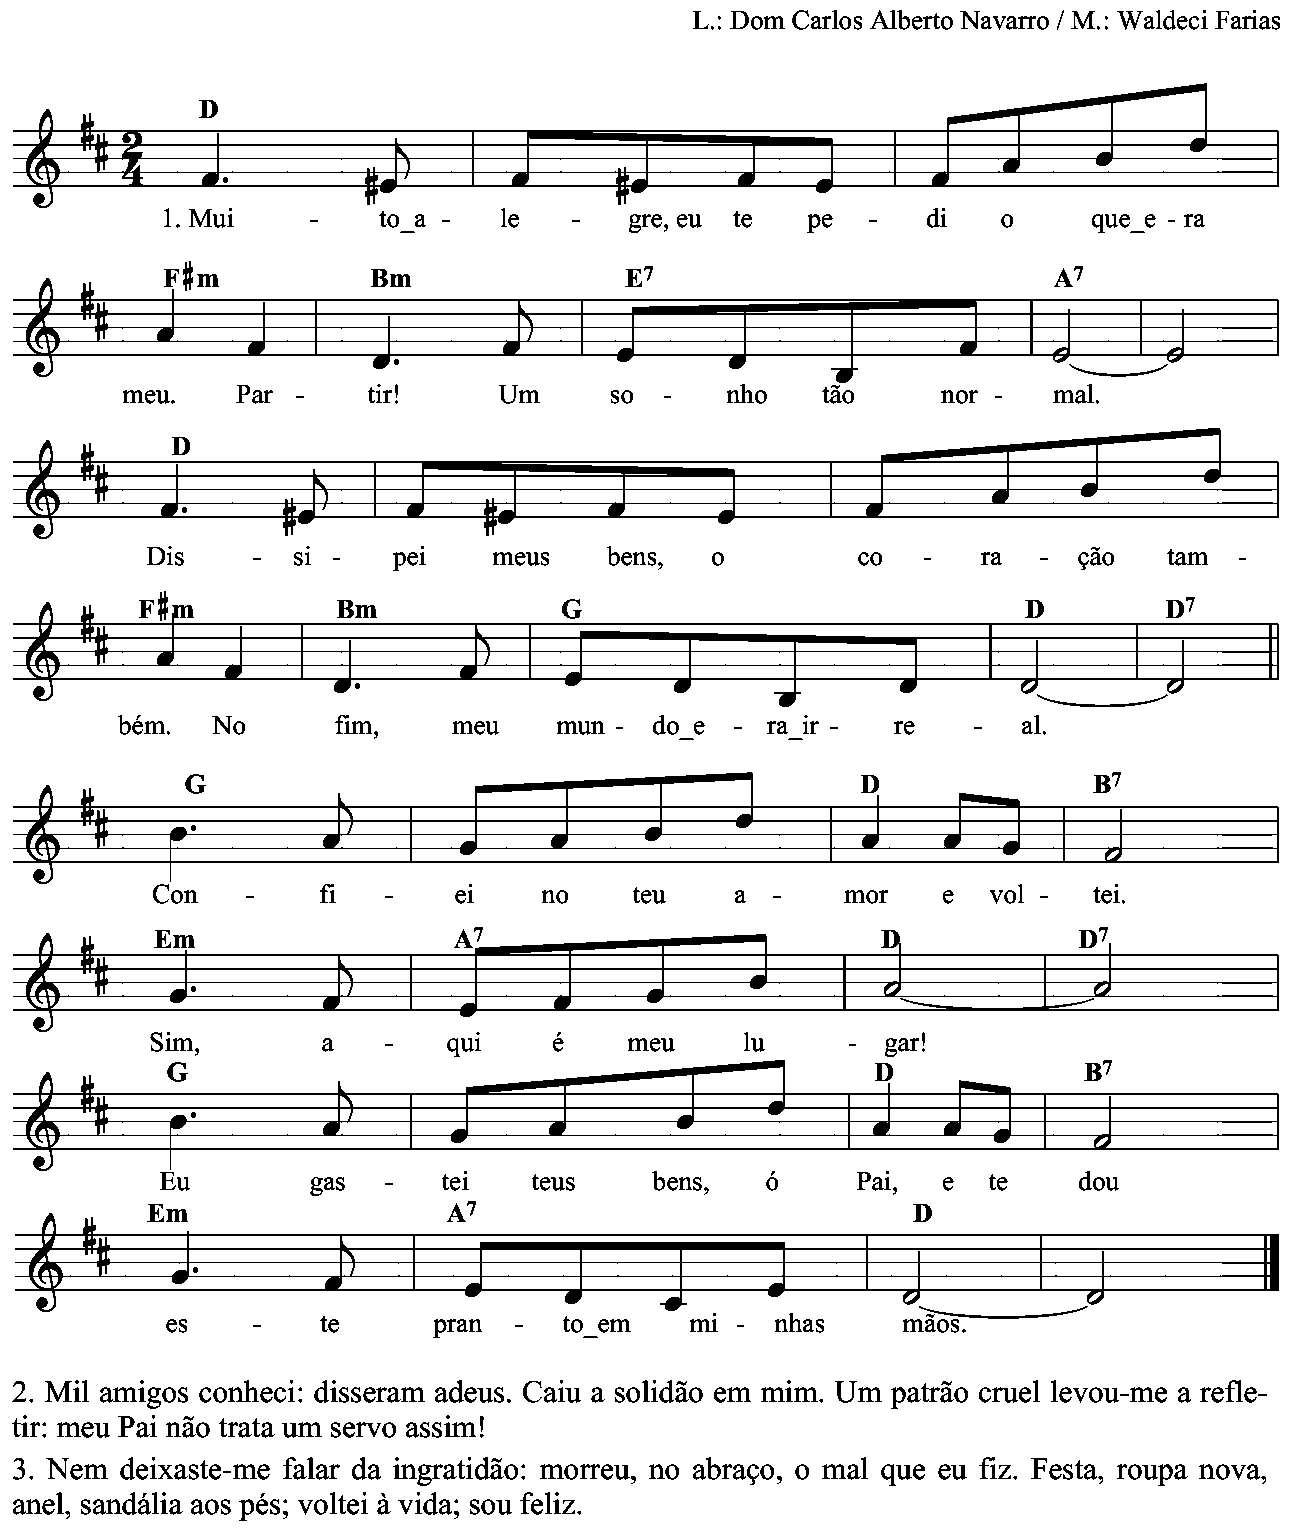 L.: Dom Carlos Alberto Navarro / M.: Waldeci Farias
D
2
4
1. Mui - to_a - le - gre, eu te pe - di o que_e - ra
F#m Bm E7 A7
meu. Par - tir! Um so - nho tão nor - mal.
D
Dis - si - pei meus bens, o co - ra - ção tam -
F#m Bm G D D7
bém. No fim, meu mun - do_e - ra_ir - re - al.
G D B7
Con - fi - ei no teu a - mor e vol - tei.
Em A7 D D7
Sim, a - qui é meu lu - gar!
G D B7
Eu gas - tei teus bens, ó Pai, e te dou
Em A7 D
es - te pran - to_em mi - nhas mãos.
2. Mil amigos conheci: disseram adeus. Caiu a solidão em mim. Um patrão cruel levou-me a refle-
tir: meu Pai não trata um servo assim!
3. Nem deixaste-me falar da ingratidão: morreu, no abraço, o mal que eu fiz. Festa, roupa nova,
anel, sandália aos pés; voltei à vida; sou feliz.